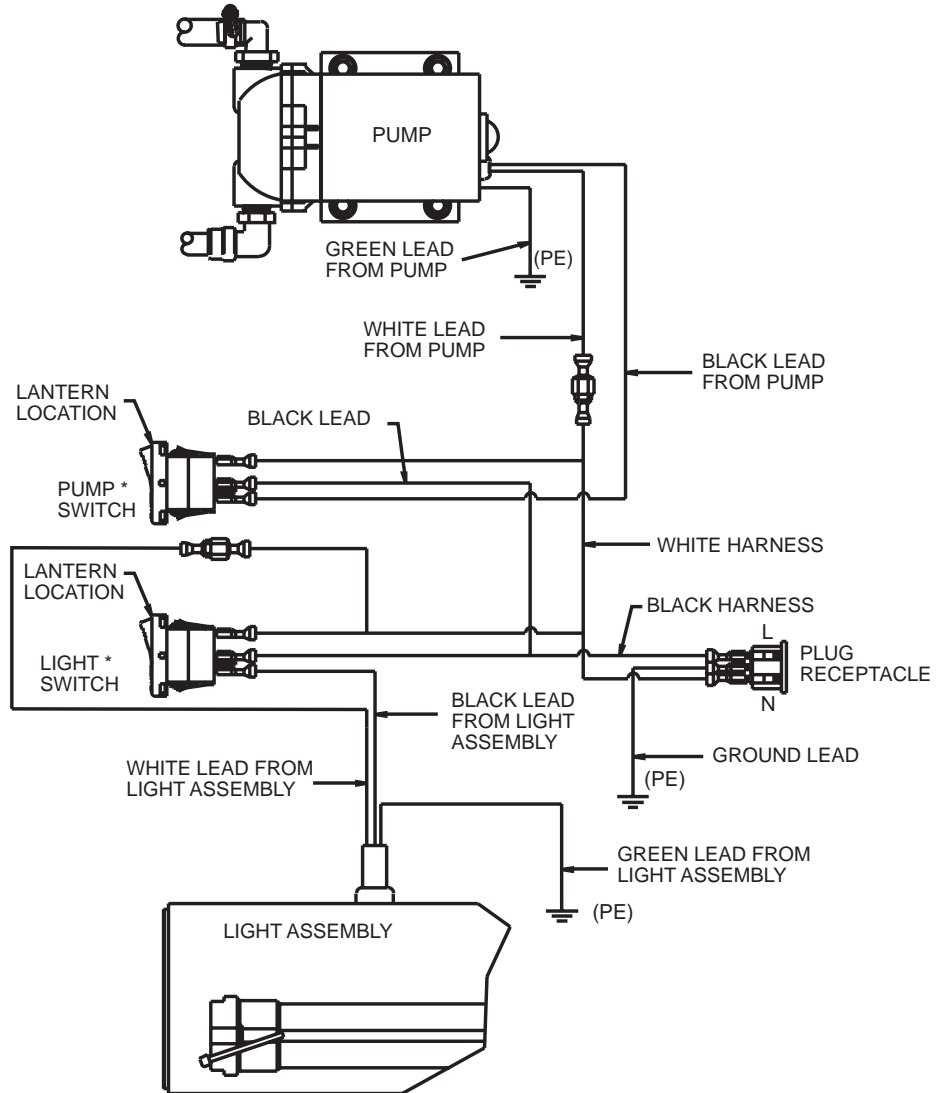 PUMP
GREEN LEAD
FROM PUMP
(PE)
WHITE LEAD
FROM PUMP
BLACK LEAD
FROM PUMP
LANTERN
LOCATION
BLACK LEAD
PUMP *
SWITCH
WHITE HARNESS
LANTERN
LOCATION
BLACK HARNESS
L
PLUG
RECEPTACLE
N
LIGHT *
SWITCH
BLACK LEAD
FROM LIGHT
ASSEMBLY
GROUND LEAD
(PE)
WHITE LEAD FROM
LIGHT ASSEMBLY
GREEN LEAD FROM
LIGHT ASSEMBLY
(PE)
LIGHT ASSEMBLY